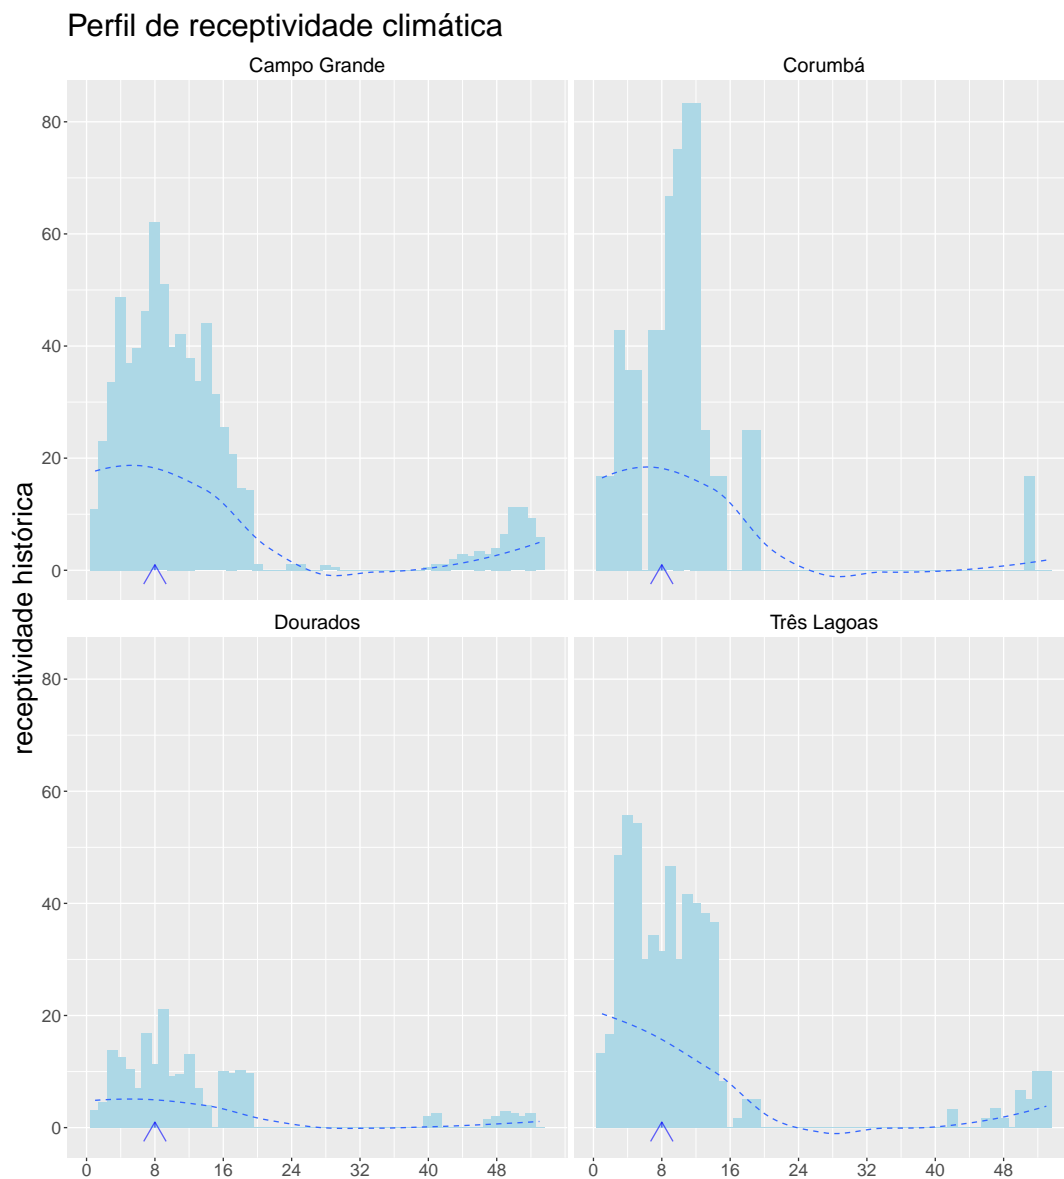 Perfil de receptividade climática
Campo Grande
Corumbá
80
60
40
20
0
receptividade histórica
Dourados
Três Lagoas
80
60
40
20
0
0 8 16 24 32 40 48
0 8 16 24 32 40 48